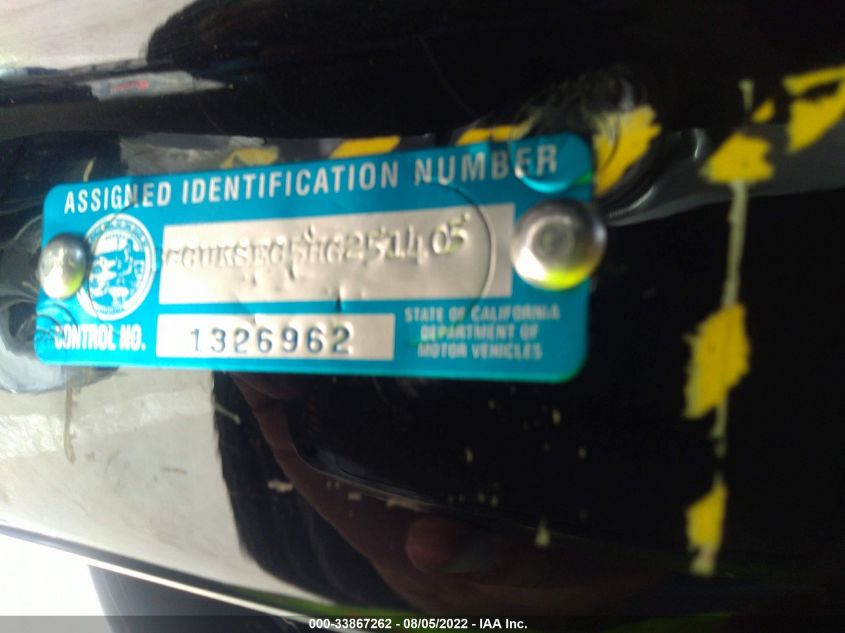 ASSIGNED IDENTIFICATION NUMBER
3GCUKSEC5HG251405
CONTROL NO.
1326962
STATE OF CALIFORNIA
DEPARTMENT OF
MOTOR VEHICLES
000-33867262 - 08/05/2022 - IAA Inc.